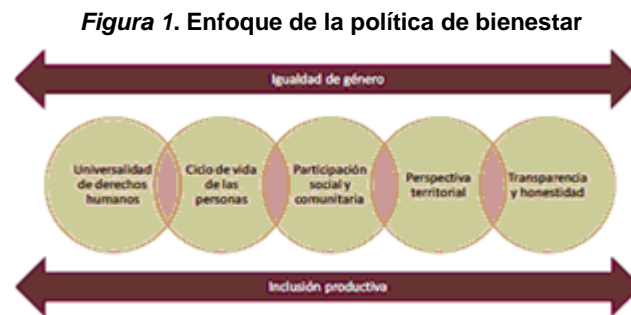 Figura 1. Enfoque de la política de bienestar
Igualdad de género
Universalidad
de derechos
humanos
Ciclo de vida
de las
personas
Participación
social y
comunitaria
Perspectiva
territorial
Transparencia
y honestidad
Inclusión productiva